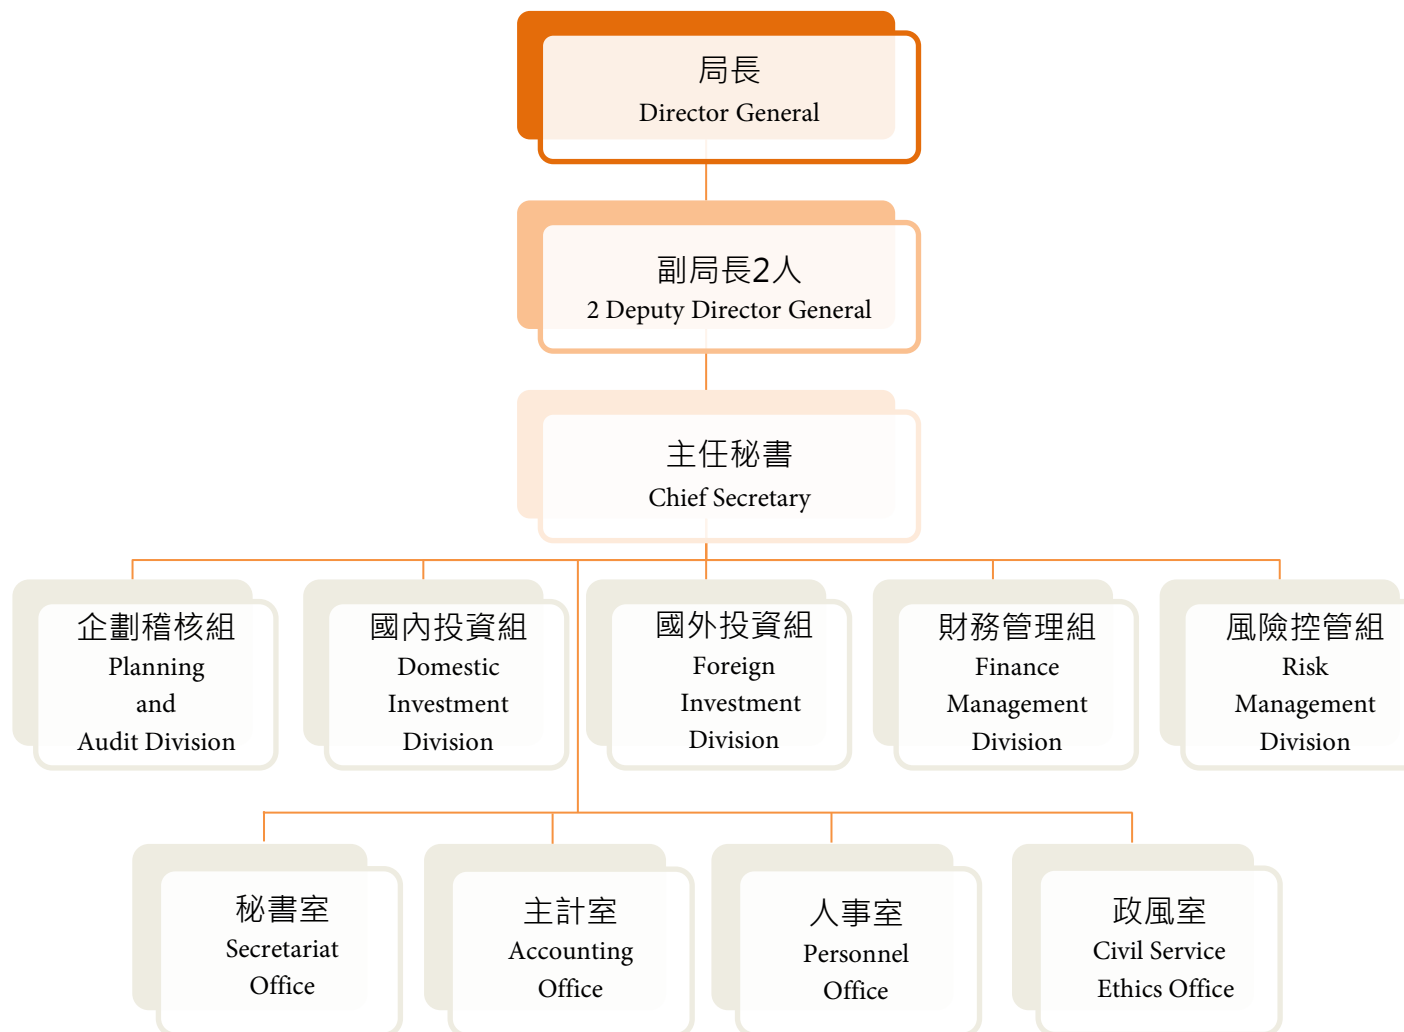 局長
Director General
副局長2人
2 Deputy Director General
主任秘書
Chief Secretary
企劃稽核組
Planning
and
Audit Division
國內投資組
Domestic
Investment
Division
國外投資組
Foreign
Investment
Division
財務管理組
Finance
Management
Division
風險控管組
Risk
Management
Division
秘書室
Secretariat
Office
主計室
Accounting
Office
人事室
Personnel
Office
政風室
Civil Service
Ethics Office